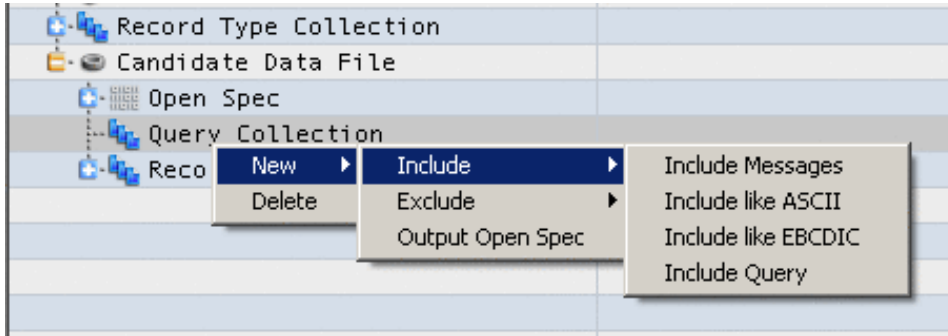 Record Type Collection
Candidate Data File
Open Spec
Query Collection
Reco
New
Delete
Include
Exclude
Output Open Spec
Include Messages
Include like ASCII
Include like EBCDIC
Include Query